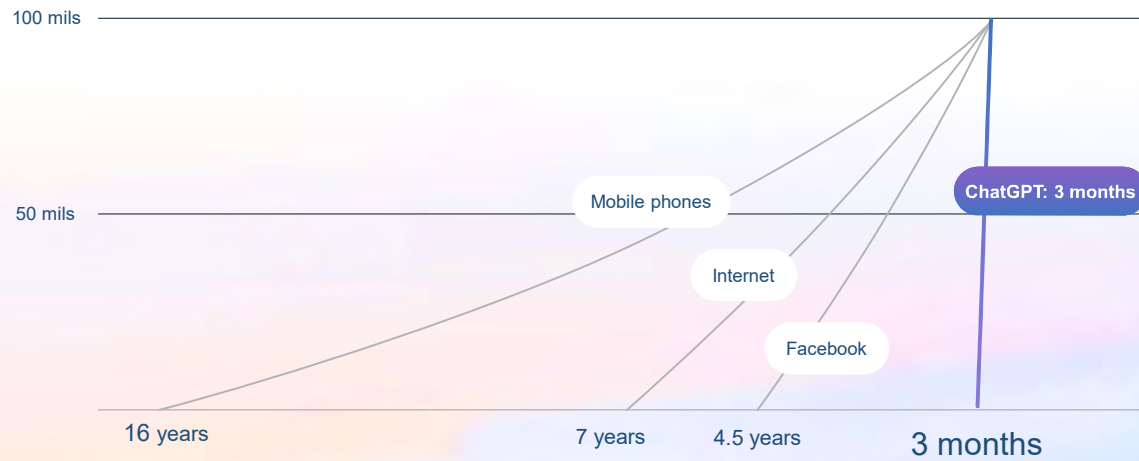 100 mils
50 mils
Mobile phones
ChatGPT: 3 months
Internet
Facebook
16 years
7 years
4.5 years
3 months